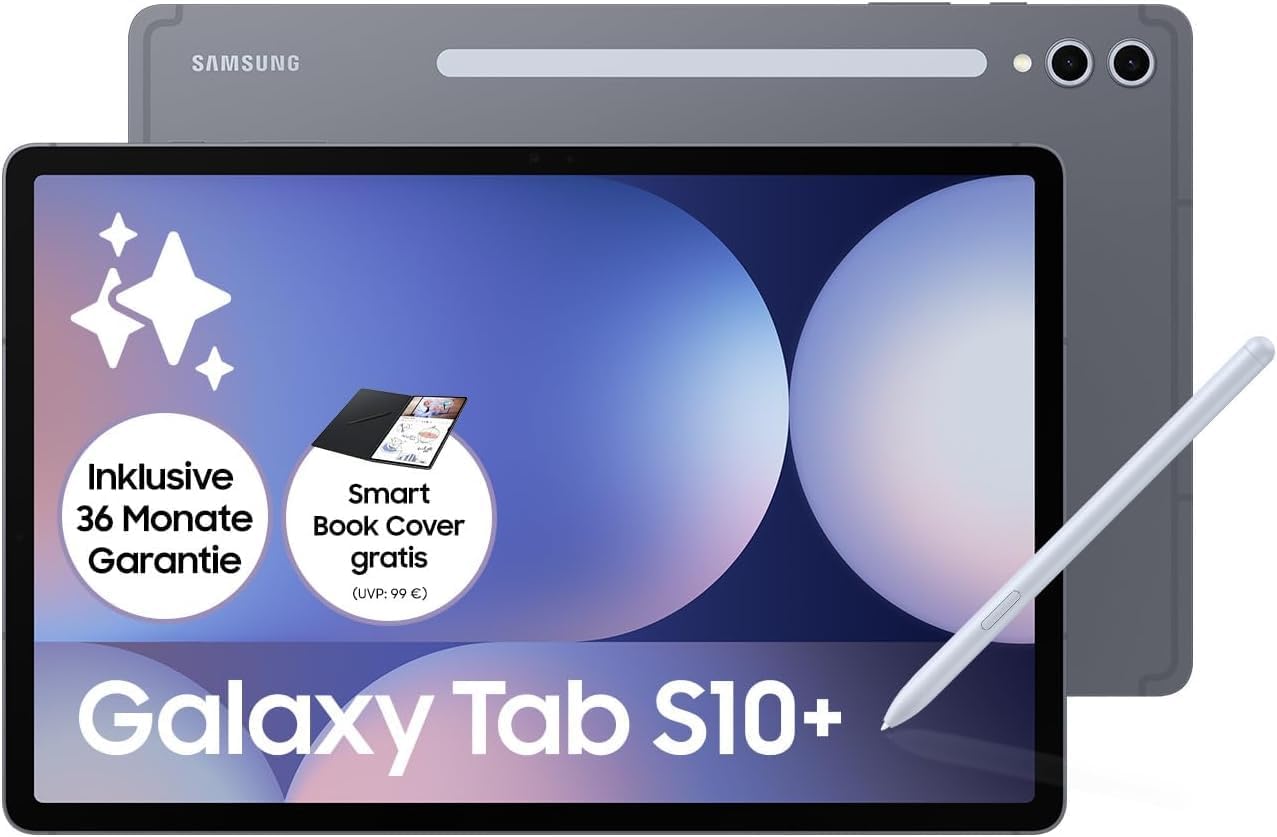 SAMSUNG
Inklusive
36 Monate
Garantie
Smart
Book Cover
gratis
(UVP: 99 €)
Galaxy Tab S10+